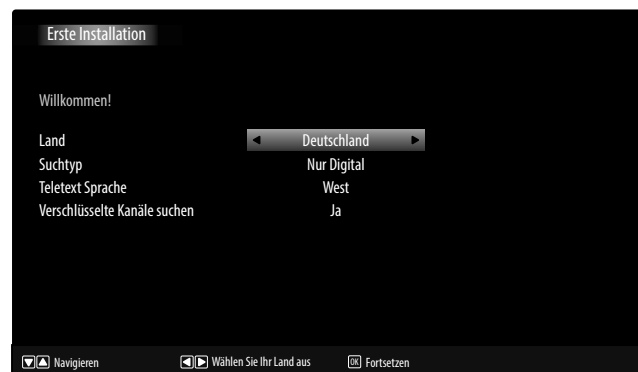 Erste Installation
Willkommen!
Land Deutschland
Suchtyp Nur Digital
Teletext Sprache West
Verschlüsselte Kanäle suchen Ja
Navigieren Wählen Sie Ihr Land aus OK Fortsetzen